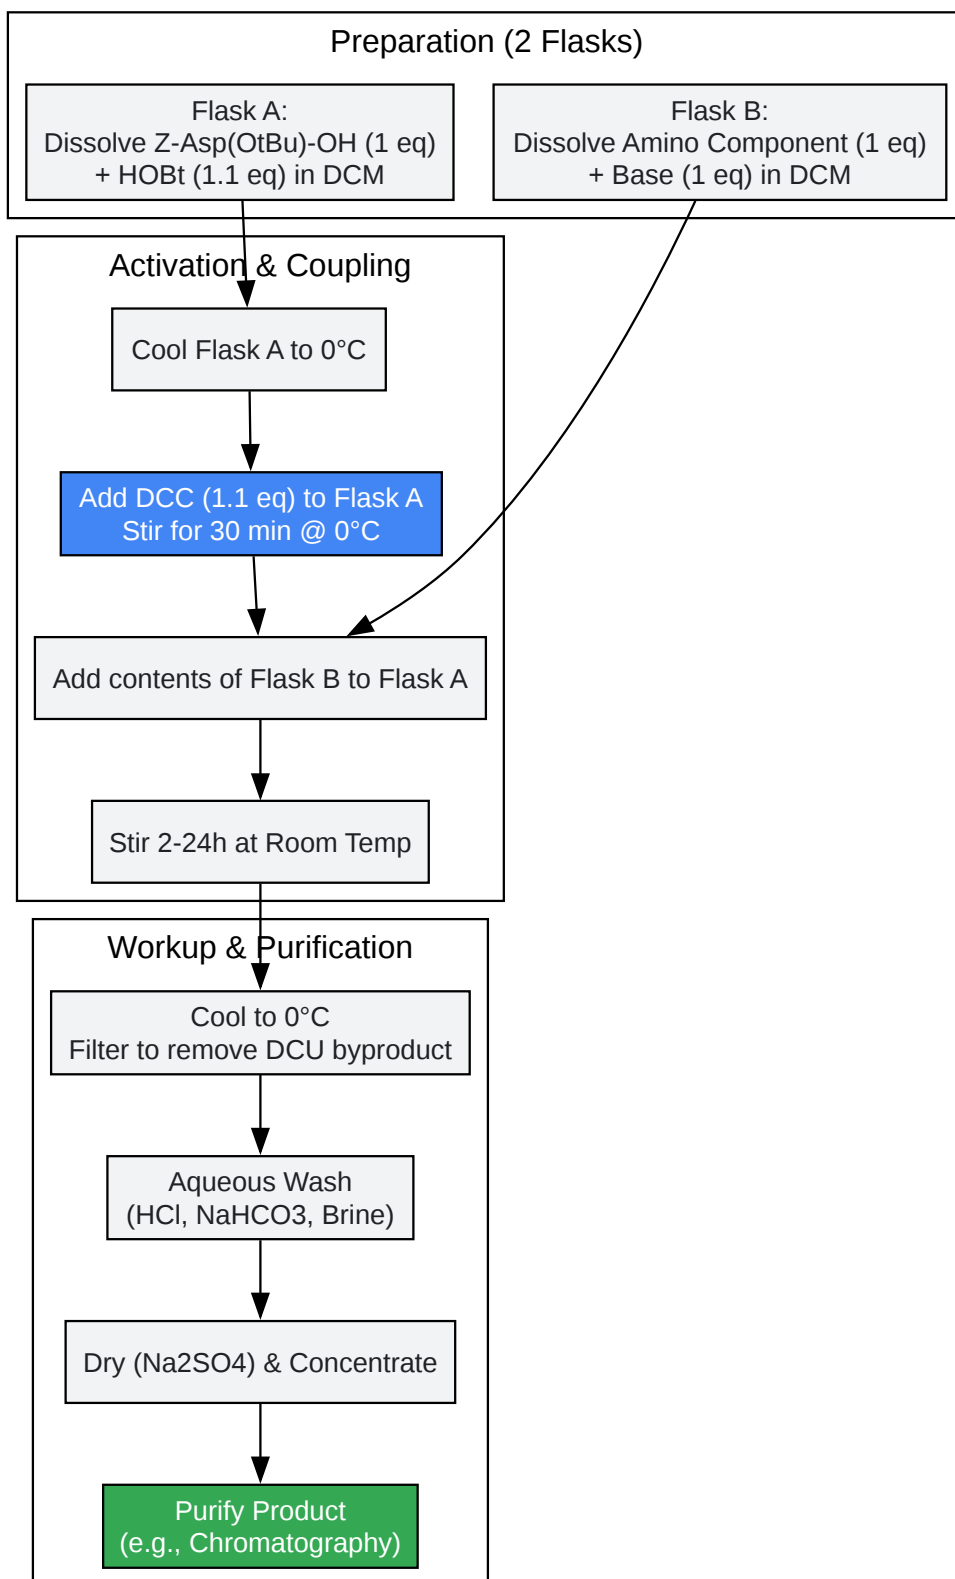 Preparation (2 Flasks)
Flask A:
Dissolve Z-Asp(OtBu)-OH (1 eq)
+ HOBt (1.1 eq) in DCM
Flask B:
Dissolve Amino Component (1 eq)
+ Base (1 eq) in DCM
Activation & Coupling
Cool Flask A to 0°C
Add DCC (1.1 eq) to Flask A
Stir for 30 min @ 0°C
Add contents of Flask B to Flask A
Stir 2-24h at Room Temp
Workup & Purification
Cool to 0°C
Filter to remove DCU byproduct
Aqueous Wash
(HCl, NaHCO3, Brine)
Dry (Na2SO4) & Concentrate
Purify Product
(e.g., Chromatography)